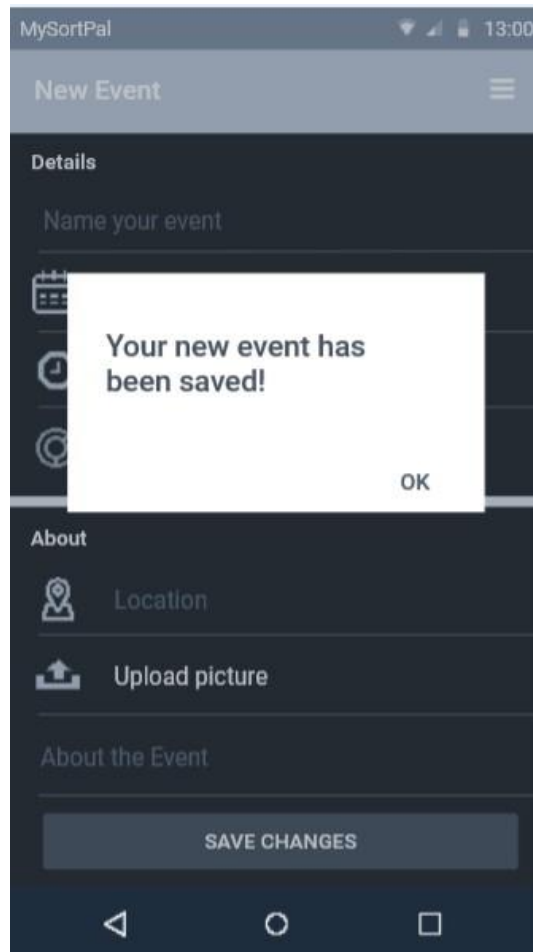 MySortPal 13:00
New Event
Details
Name your event
Your new event has
been saved!
OK
About
Location
Upload picture
About the Event
SAVE CHANGES